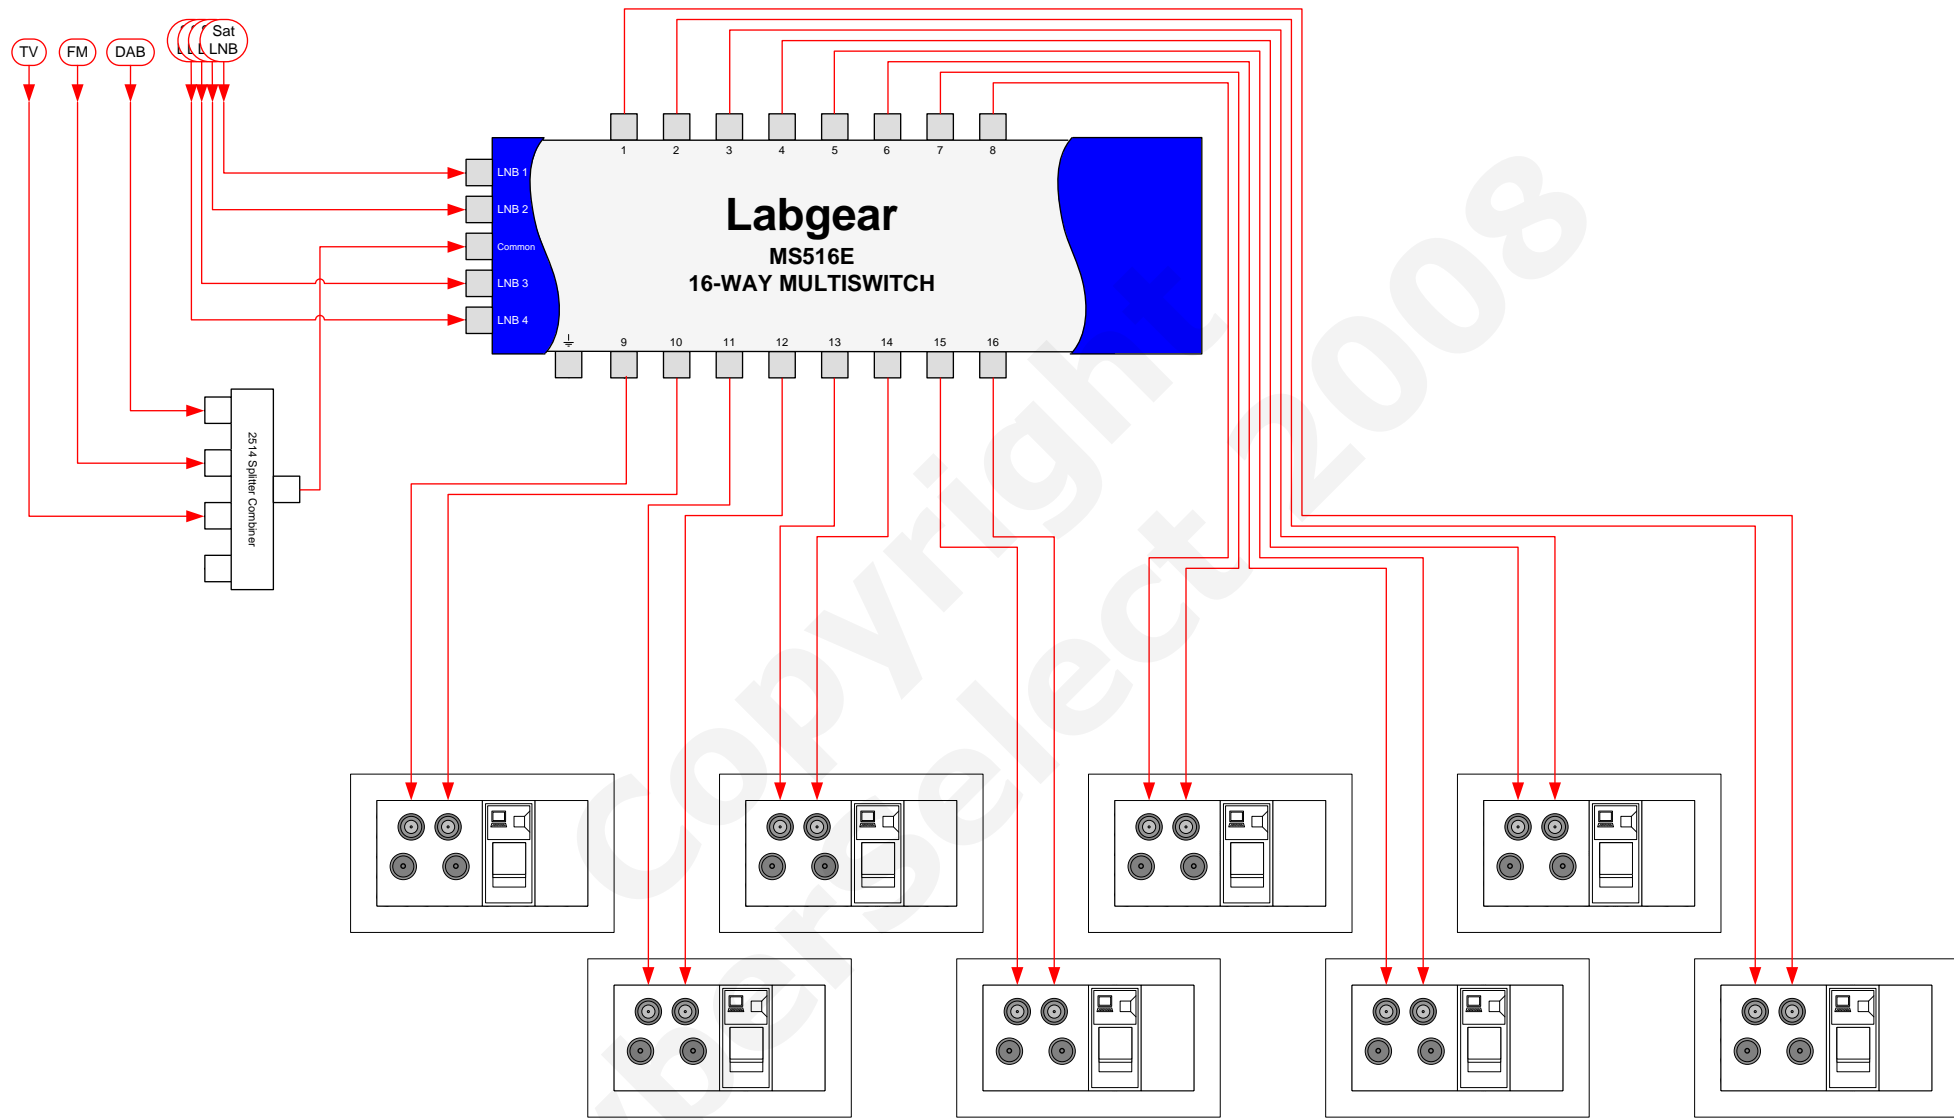 TV
FM
DAB
Sat
LNB
1
2
3
4
5
6
7
8
LNB 1
LNB 2
Common
LNB 3
LNB 4
Labgear
MS516E
16-WAY MULTISWITCH
9
10
11
12
13
14
15
16
2514 Splitter Combiner
Copyright
berselect 2008